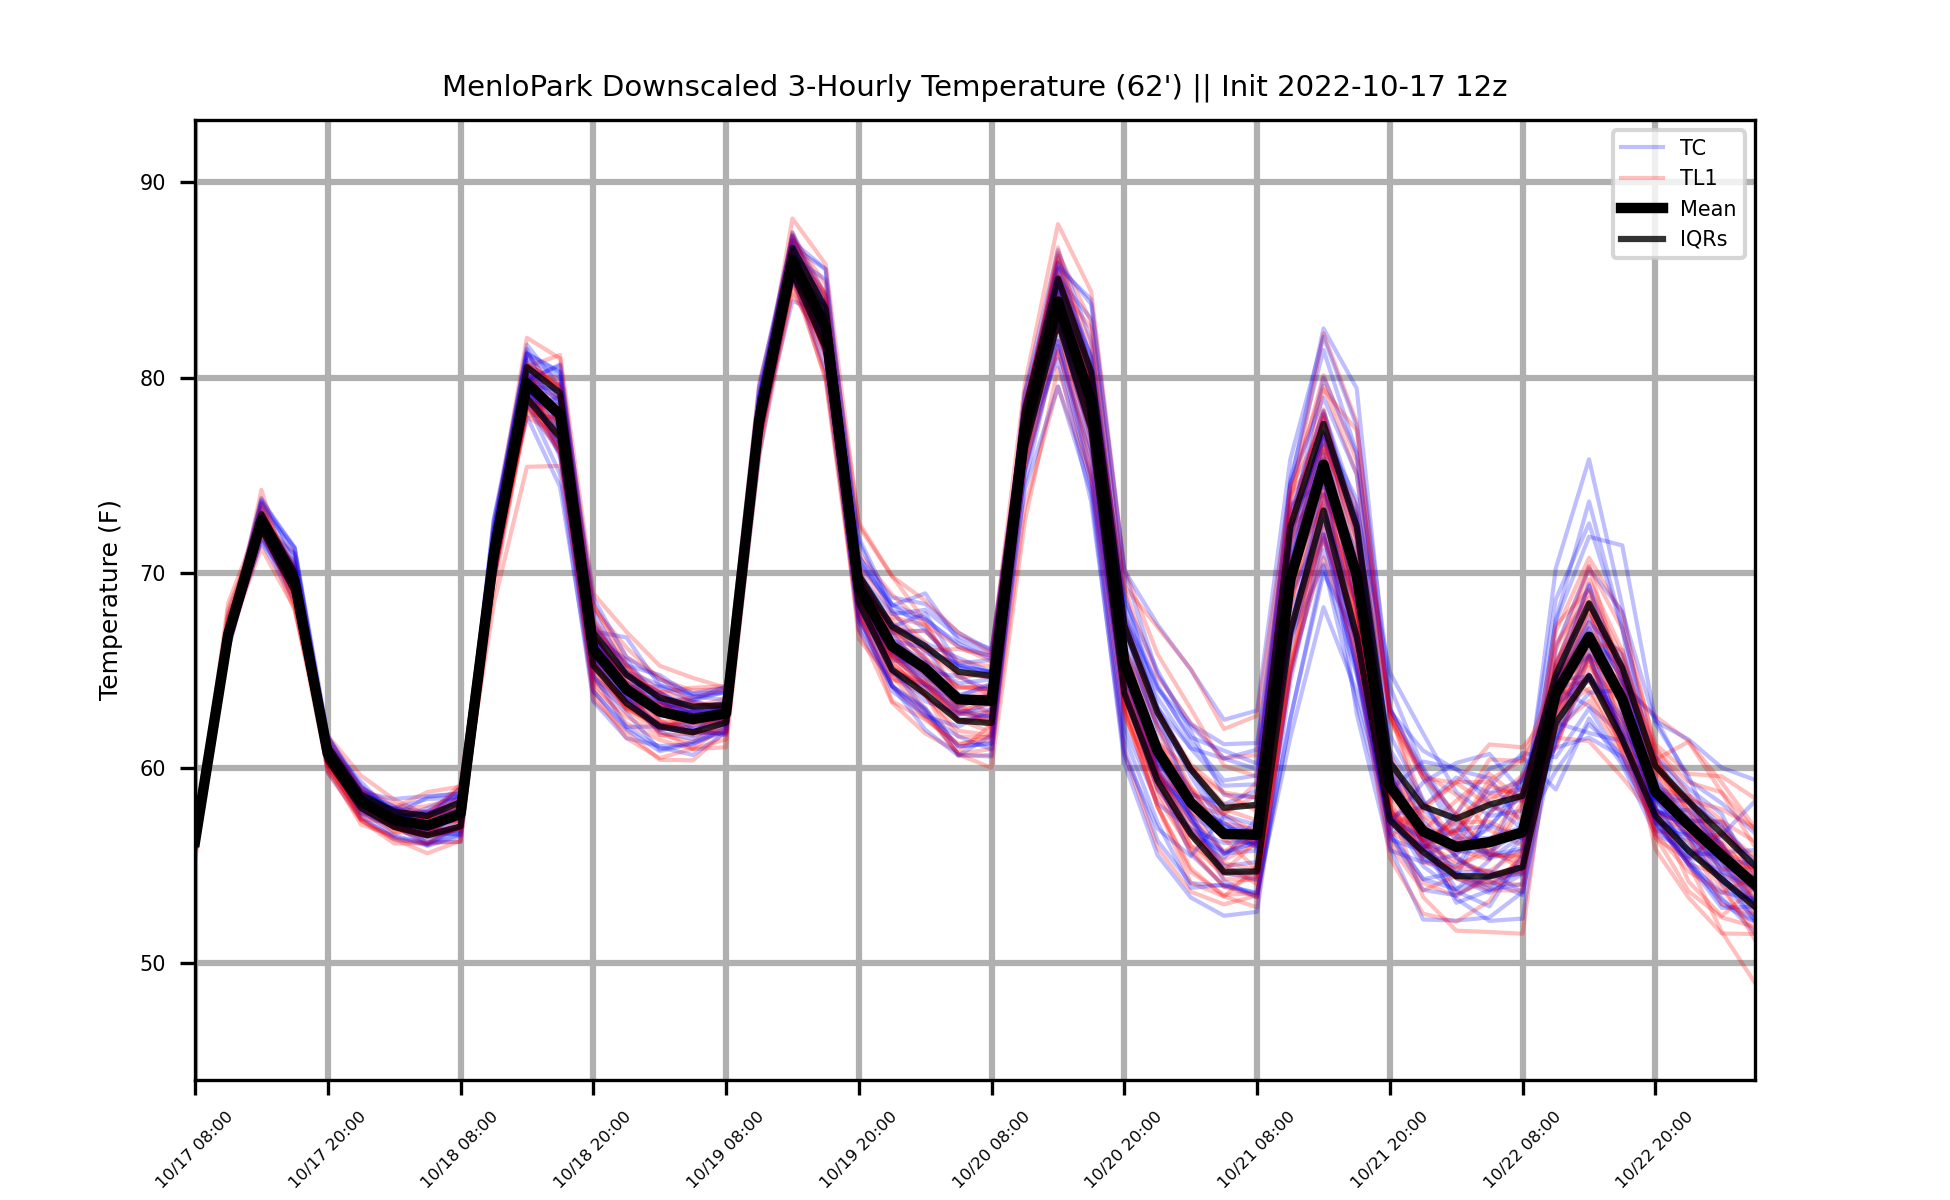 MenloPark Downscaled 3-Hourly Temperature (62') || Init 2022-10-17 12z
TC
TL1
Mean
IQRs
Temperature (F)
90
80
70
60
50
10/17 08:00
10/17 20:00
10/18 08:00
10/18 20:00
10/19 08:00
10/19 20:00
10/20 08:00
10/20 20:00
10/21 08:00
10/21 20:00
10/22 08:00
10/22 20:00